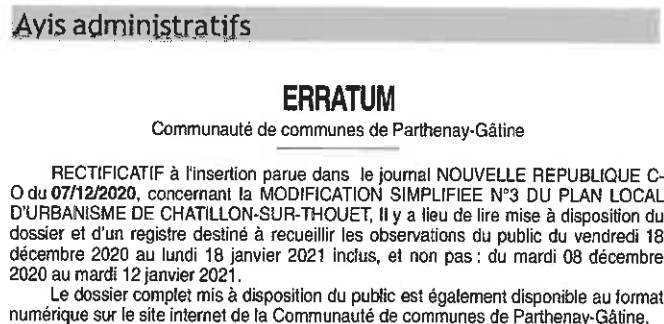 Avis administratifs
ERRATUM
Communauté de communes de Parthenay-Gâtine
RECTIFICATIF à l'insertion parue dans le journal NOUVELLE REPUBLIQUE C-
O du 07/12/2020, concernant la MODIFICATION SIMPLIFIEE N°3 DU PLAN LOCAL
D'URBANISME DE CHATILLON-SUR-THOUET, Il y a lieu de lire mise à disposition du
dossier et d'un registre destiné à recueillir les observations du public du vendredi 18
décembre 2020 au lundi 18 janvier 2021 inclus, et non pas : du mardi 08 décembre
2020 au mardi 12 janvier 2021.
Le dossier complet mis à disposition du public est également disponible au format
numérique sur le site internet de la Communauté de communes de Parthenay-Gâtine.